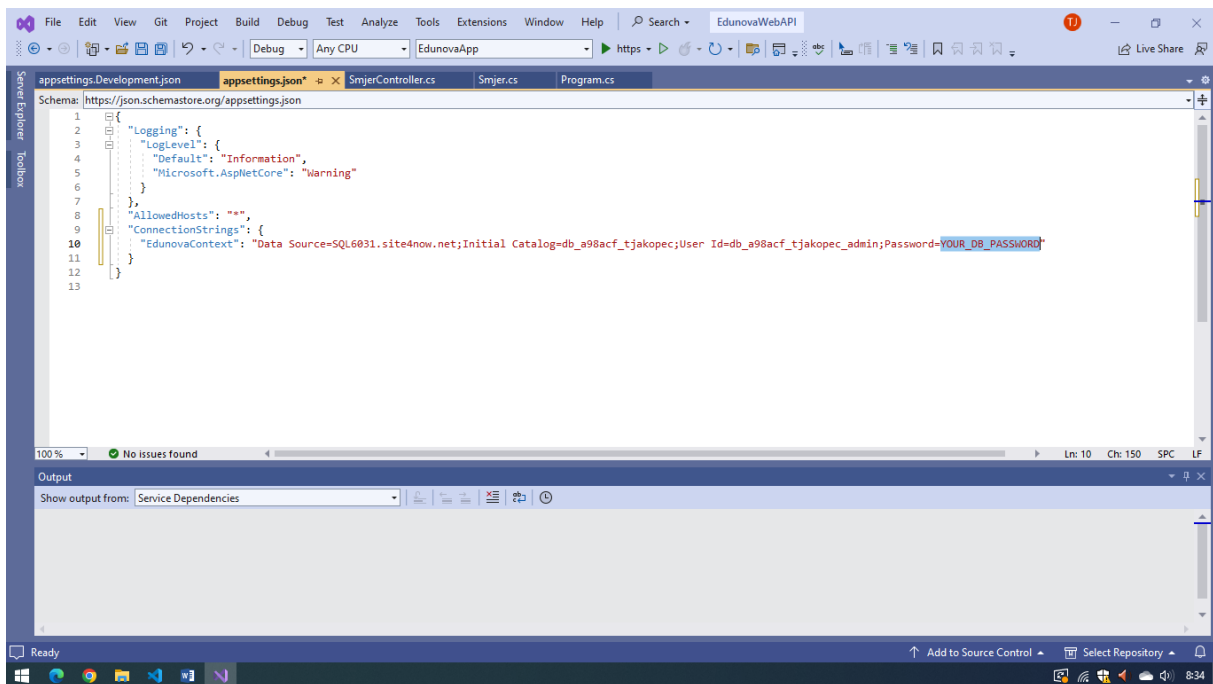 File Edit View Git Project Build Debug Test Analyze Tools Extensions Window Help Search EdunovaWebAPI TJ
Debug Any CPU EdunovaApp https Live Share
Server Explorer
Toolbox
appsettings.Development.json appsettings.json* SmjerController.cs Smjer.cs Program.cs
Schema: https://json.schemastore.org/appsettings.json
1 {
2 "Logging": {
3 "LogLevel": {
4 "Default": "Information",
5 "Microsoft.AspNetCore": "Warning"
6 }
7 },
8 "AllowedHosts": "*",
9 "ConnectionStrings": {
10 "EdunovaContext": "Data Source=SQL6031.site4now.net;Initial Catalog=db_a98acf_tjakopec;User Id=db_a98acf_tjakopec_admin;Password=YOUR_DB_PASSWORD"
11 }
12 }
13
100 % No issues found Ln: 10 Ch: 150 SPC LF
Output
Show output from: Service Dependencies
Ready Add to Source Control Select Repository
8:34